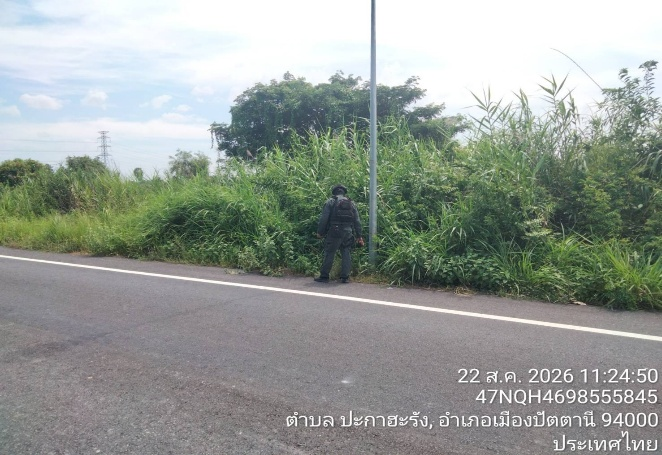 22 ส.ค. 2026 11:24:50
47NQH4698555845
ตำบล ปะกาฮะรัง, อำเภอเมืองปัตตานี 94000
ประเทศไทย